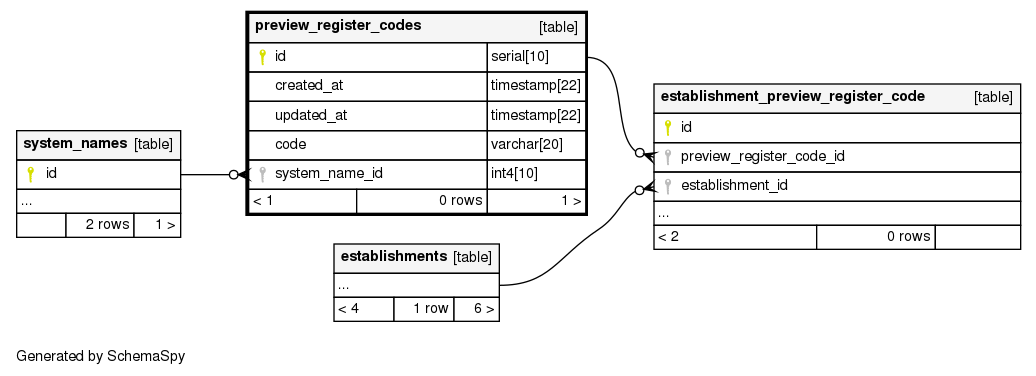 preview_register_codes [table]
id serial[10]
created_at timestamp[22]
updated_at timestamp[22]
code varchar[20]
system_name_id int4[10]
< 1 0 rows 1 >
establishment_preview_register_code [table]
id
preview_register_code_id
establishment_id
...
< 2 0 rows
system_names [table]
id
...
2 rows 1 >
establishments [table]
...
< 4 1 row 6 >
Generated by SchemaSpy